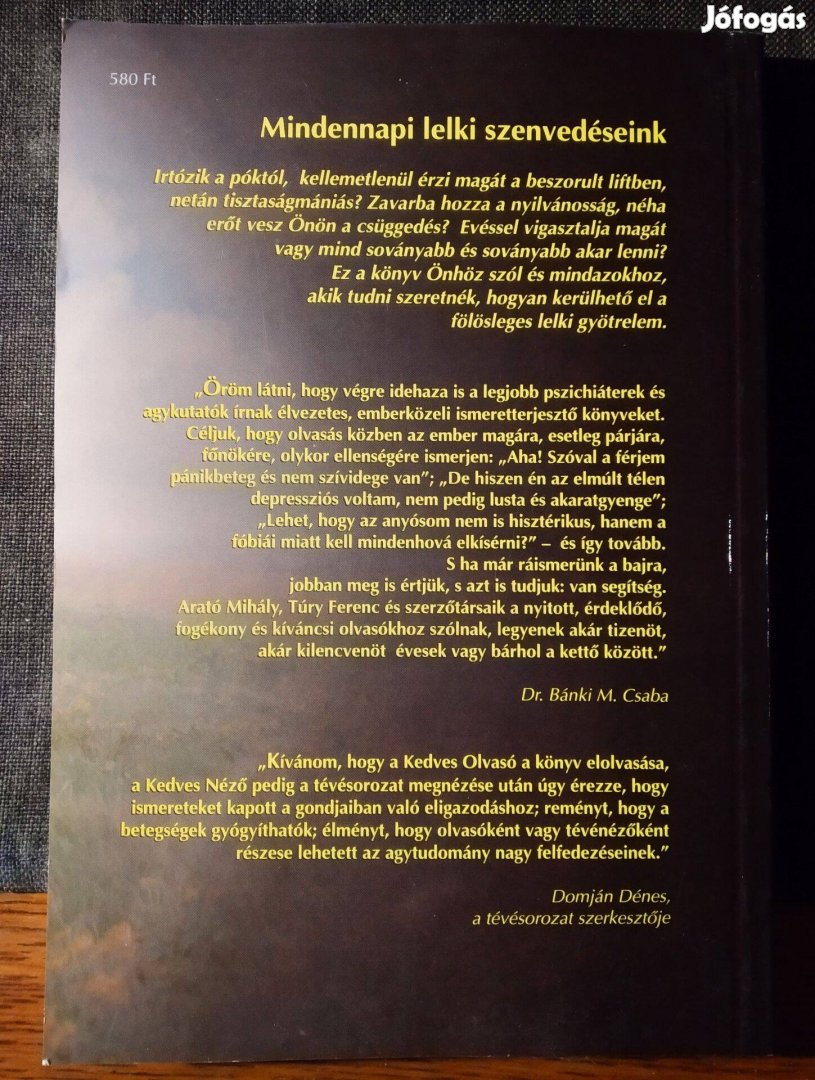 Jófogás
580 Ft
Mindennapi lelki szenvedéseink
Irtózik a póktól, kellemetlenül érzi magát a beszorult liftben,
netán tisztaságmániás? Zavarba hozza a nyilvánosság, néha
erőt vesz Önön a csüggedés? Evéssel vigasztalja magát
vagy mind soványabb és soványabb akar lenni?
Ez a könyv Önhöz szól és mindazokhoz,
akik tudni szeretnék, hogyan kerülhető el a
fölösleges lelki gyötrelem.
„Öröm látni, hogy végre idehaza is a legjobb pszichiáterek és
agykutatók írnak élvezetes, emberközeli ismeretterjesztő könyveket.
Céljuk, hogy olvasás közben az ember magára, esetleg párjára,
főnökére, olykor ellenségére ismerjen: „Aha! Szóval a férjem
pánikbeteg és nem szívidege van”; „De hiszen én az elmúlt télen
depressziós voltam, nem pedig lusta és akaratgyenge”;
„Lehet, hogy az anyósom nem is hisztérikus, hanem a
fóbiái miatt kell mindenhová elkísérni?” – és így tovább.
S ha már ráismerünk a bajra,
jobban meg is értjük, s azt is tudjuk: van segítség.
Arató Mihály, Túry Ferenc és szerzőtársaik a nyitott, érdeklődő,
fogékony és kíváncsi olvasókhoz szólnak, legyenek akár tizenöt,
akár kilencvenöt évesek vagy bárhol a kettő között.”
Dr. Bánki M. Csaba
„Kívánom, hogy a Kedves Olvasó a könyv elolvasása,
a Kedves Néző pedig a tévésorozat megnézése után úgy érezze, hogy
ismereteket kapott a gondjaiban való eligazodáshoz; reményt, hogy a
betegségek gyógyíthatók; élményt, hogy olvasóként vagy tévénézőként
részese lehetett az agytudomány nagy felfedezéseinek.”
Domján Dénes,
a tévésorozat szerkesztője